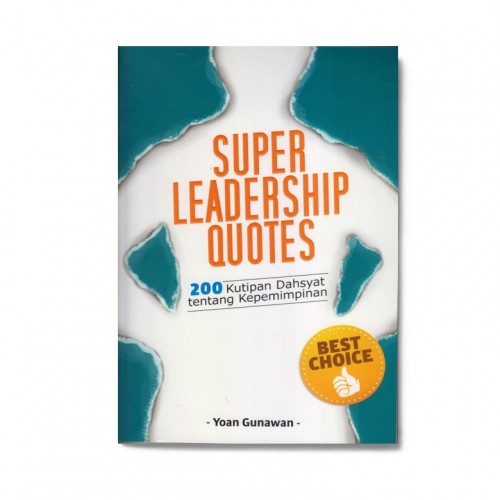 SUPER
LEADERSHIP
QUOTES
200 Kutipan Dahsyat
tentang Kepemimpinan
BEST
CHOICE
- Yoan Gunawan -